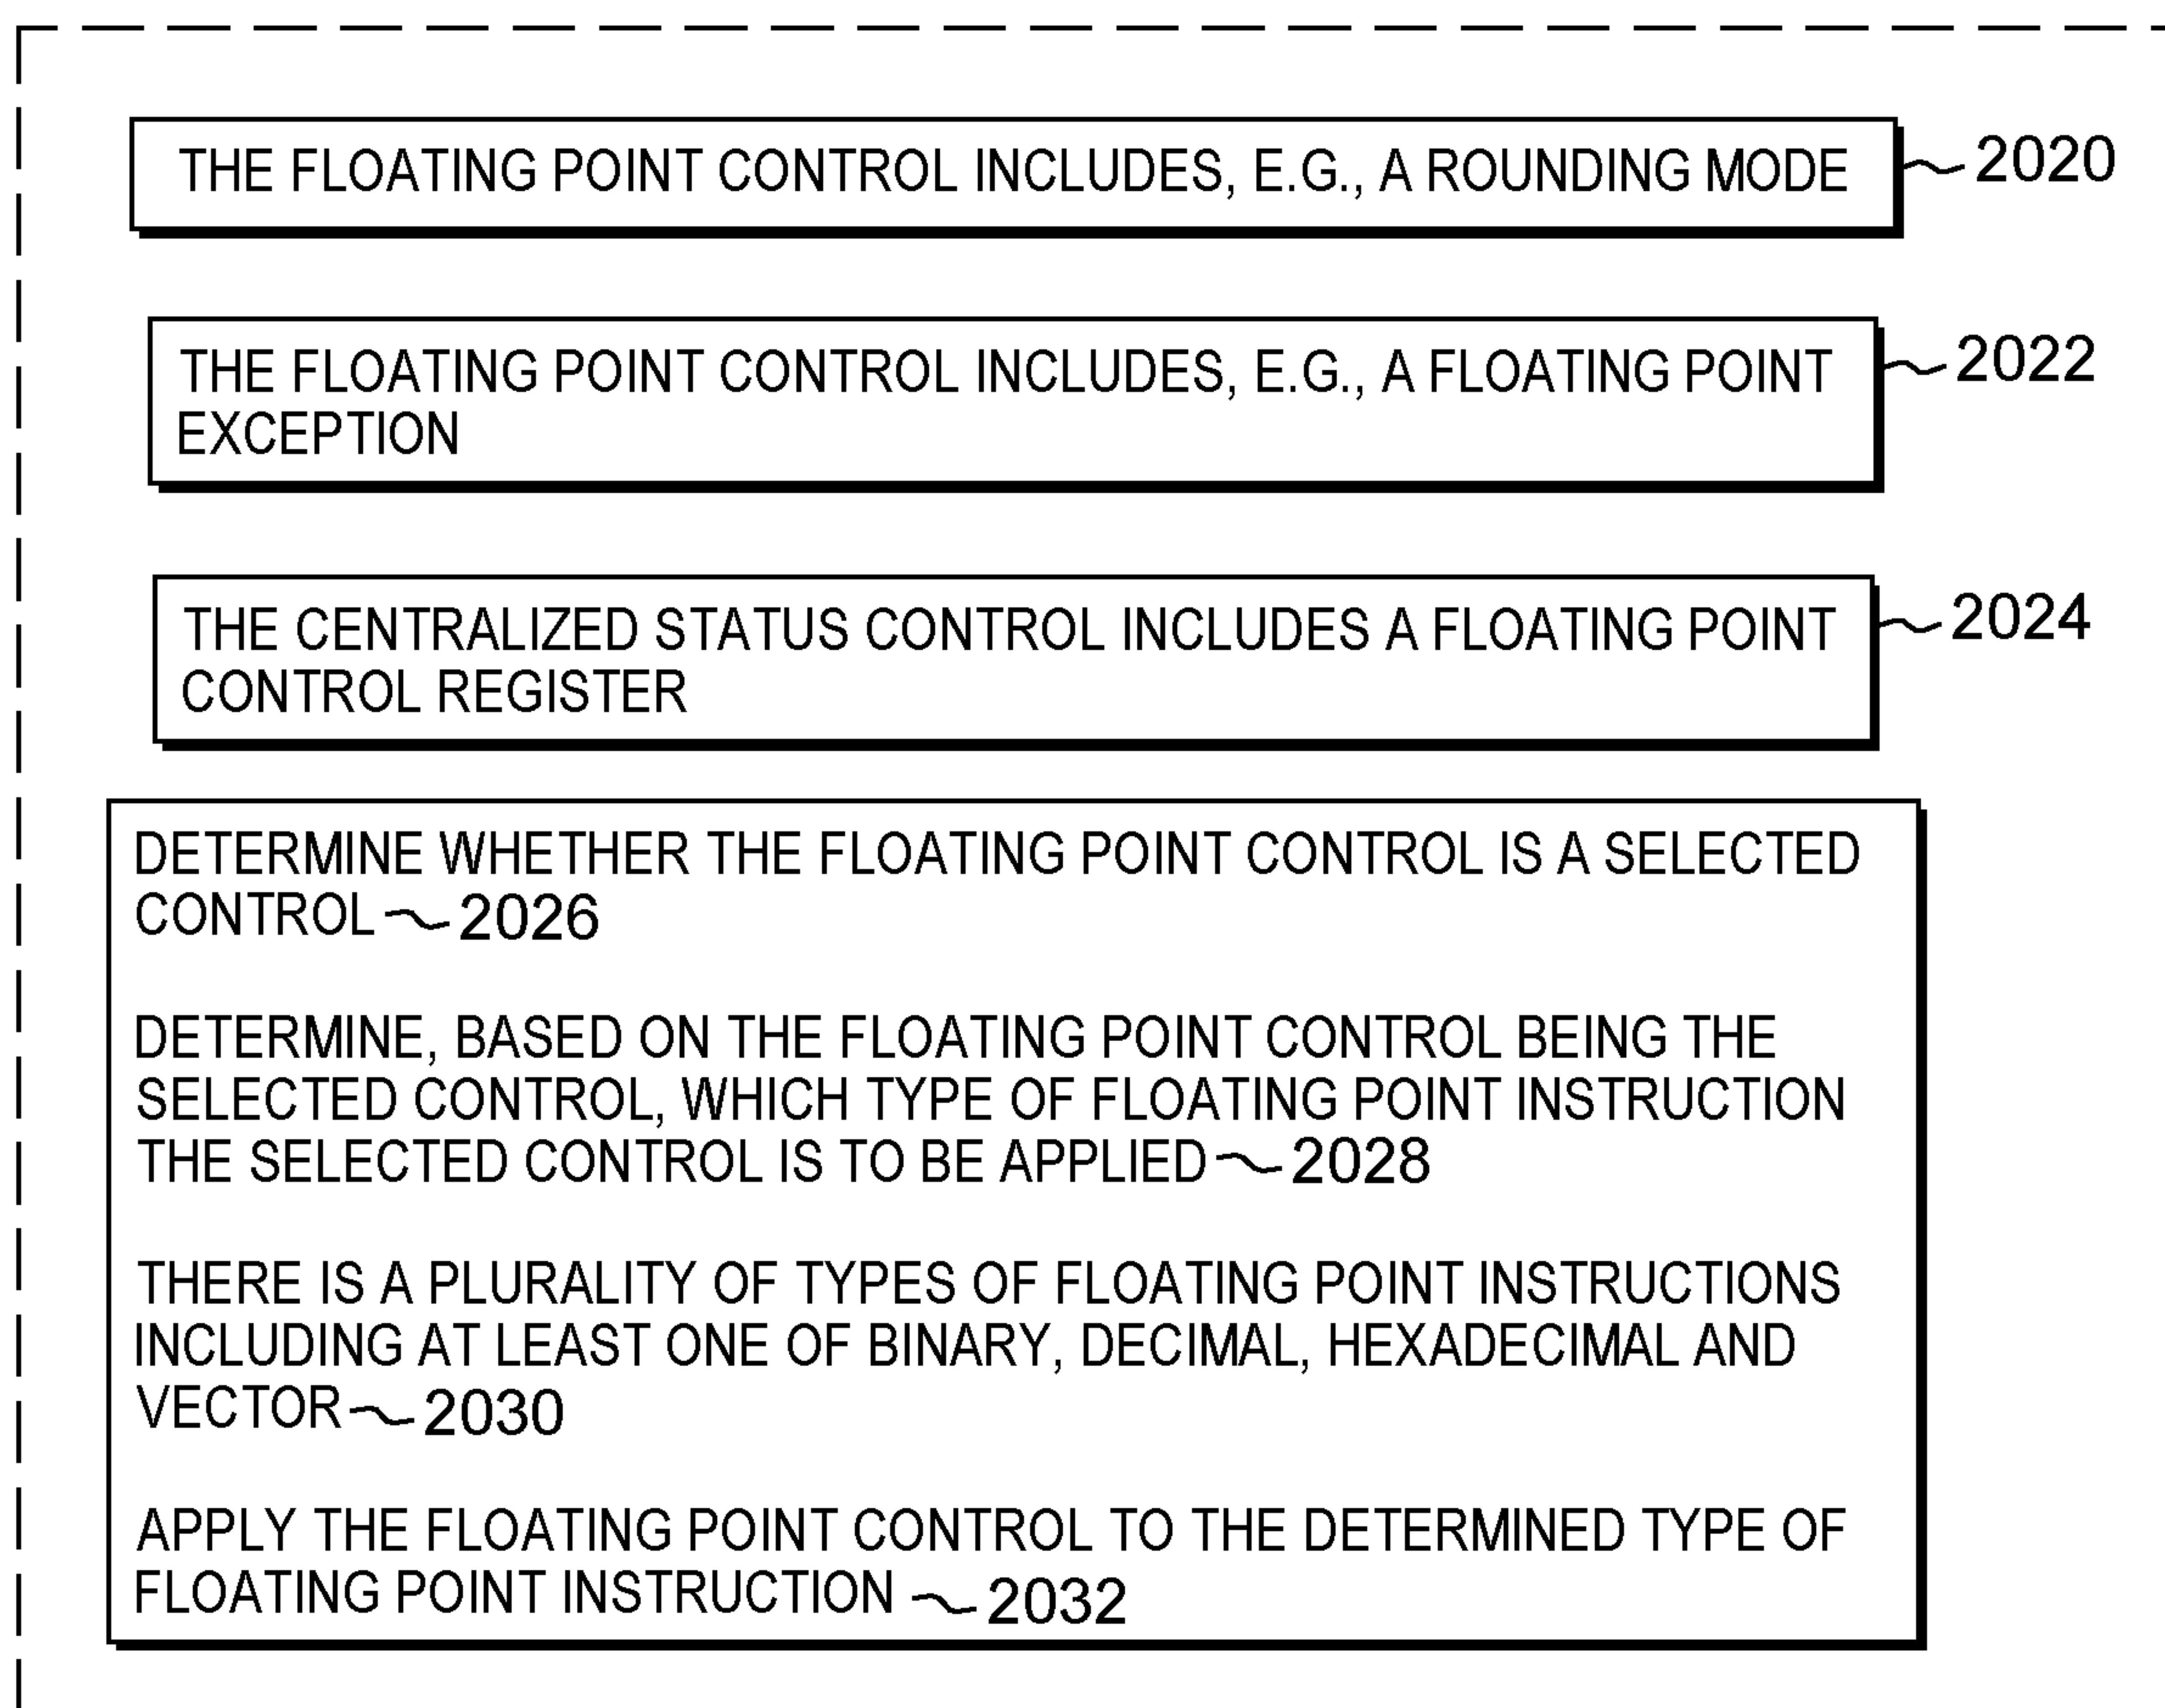 THE FLOATING POINT CONTROL INCLUDES, E.G., A ROUNDING MODE 2020
THE FLOATING POINT CONTROL INCLUDES, E.G., A FLOATING POINT 2022
EXCEPTION
THE CENTRALIZED STATUS CONTROL INCLUDES A FLOATING POINT 2024
CONTROL REGISTER
DETERMINE WHETHER THE FLOATING POINT CONTROL IS A SELECTED
CONTROL 2026
DETERMINE, BASED ON THE FLOATING POINT CONTROL BEING THE
SELECTED CONTROL, WHICH TYPE OF FLOATING POINT INSTRUCTION
THE SELECTED CONTROL IS TO BE APPLIED 2028
THERE IS A PLURALITY OF TYPES OF FLOATING POINT INSTRUCTIONS
INCLUDING AT LEAST ONE OF BINARY, DECIMAL, HEXADECIMAL AND
VECTOR 2030
APPLY THE FLOATING POINT CONTROL TO THE DETERMINED TYPE OF
FLOATING POINT INSTRUCTION 2032